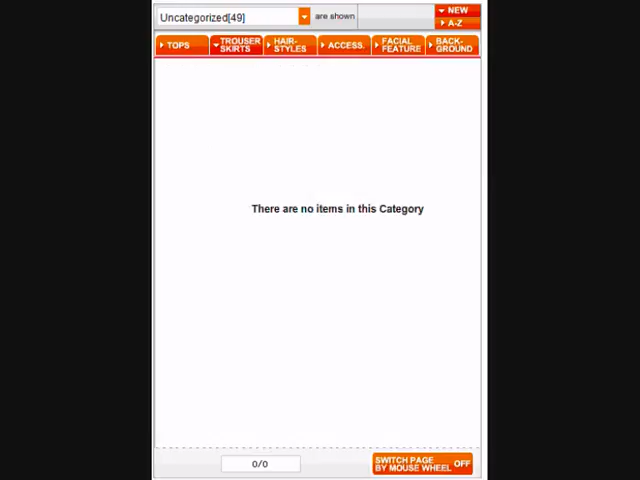 Uncategorized[49] are shown NEW
A-Z
TOPS TROUSER SKIRTS HAIR-STYLES ACCESS. FACIAL FEATURE BACK-GROUND
There are no items in this Category
0/0 SWITCH PAGE BY MOUSE WHEEL OFF